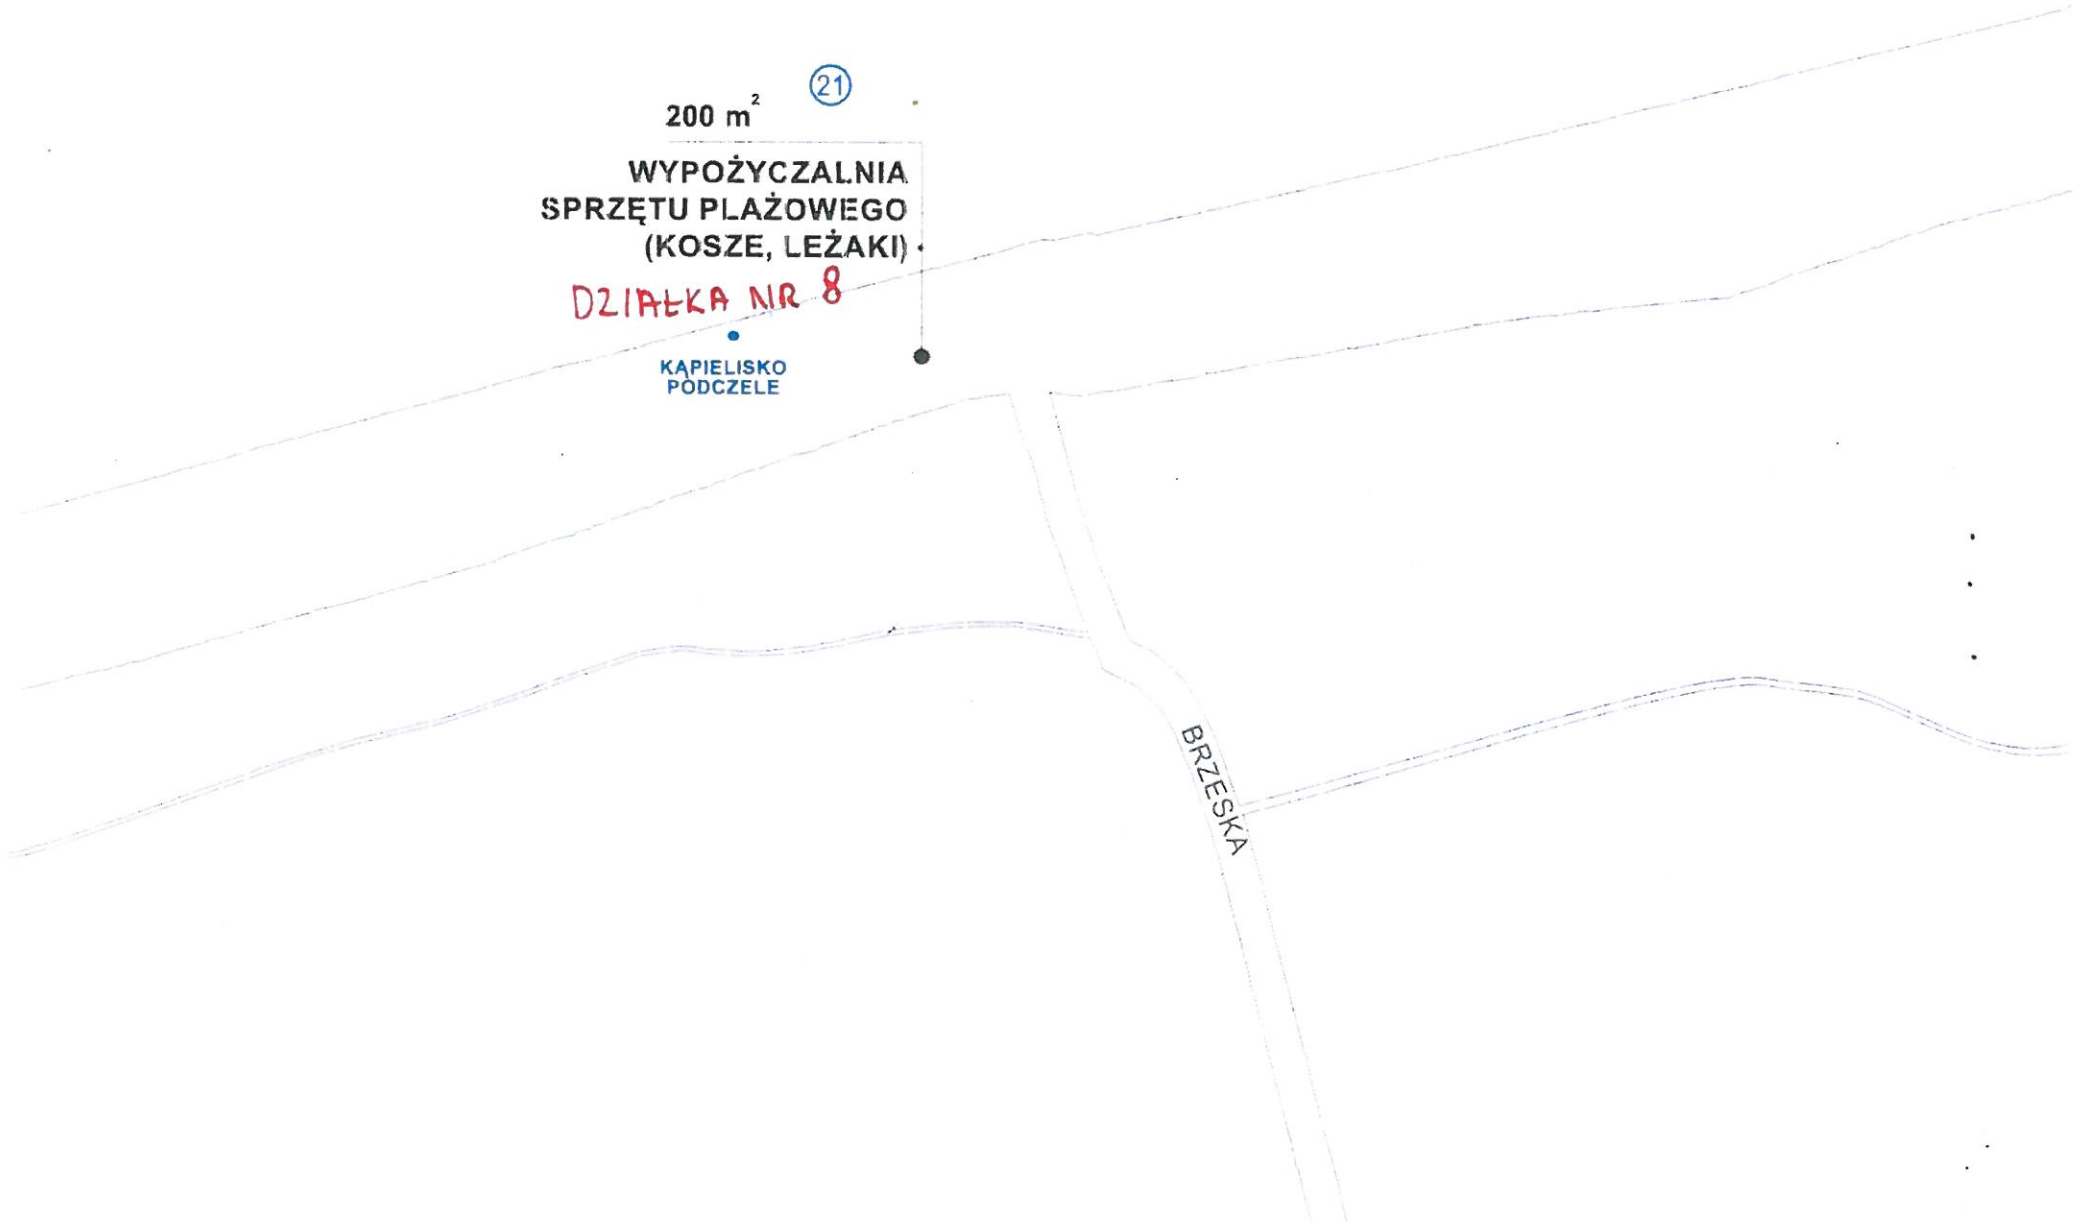 21
200 m²
WYPOŻYCZALNIA
SPRZĘTU PLAŻOWEGO
(KOSZE, LEŻAKI)
DZIAŁKA NR 8
KĄPIELISKO
PODCZELE
BRZESKA